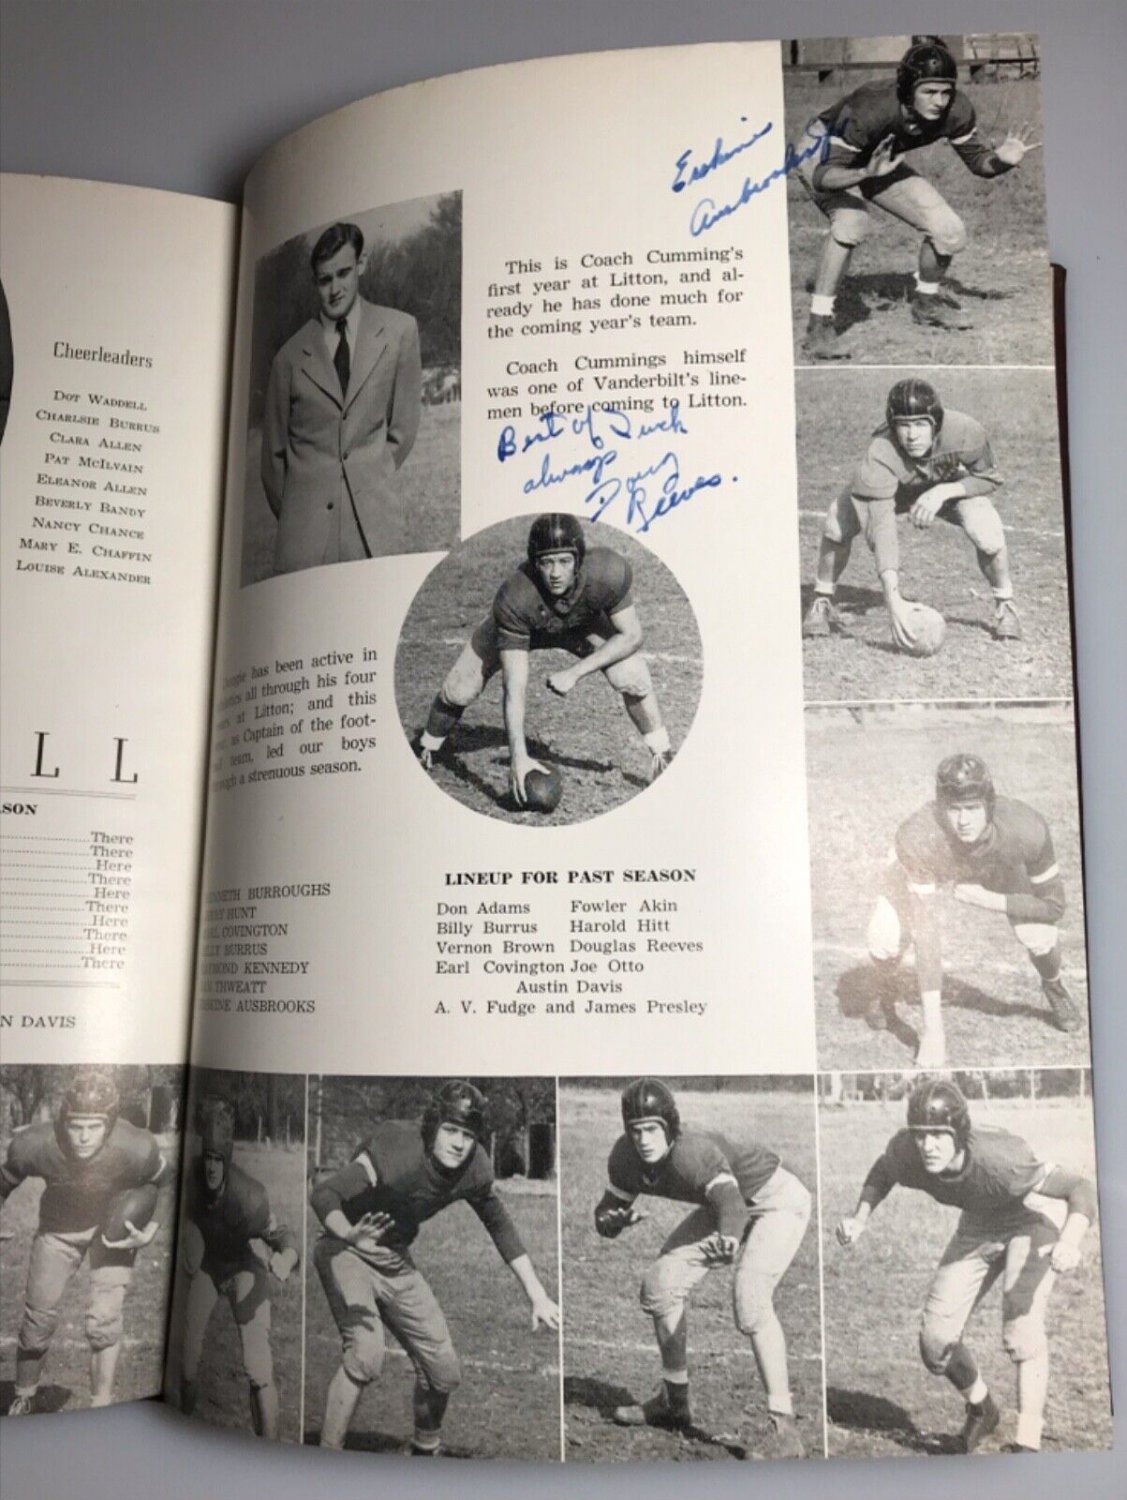 Cheerleaders
DOT WADDELL
CHARLSIE BURRUS
CLARA ALLEN
PAT MCILVAIN
ELEANOR ALLEN
BEVERLY BANDY
NANCY CHANCE
MARY E. CHAFFIN
LOUISE ALEXANDER
L L
SON
There
There
Here
There
Here
There
Here
There
Here
There
N DAVIS
Erskine
Ausbrooks Jr
This is Coach Cumming's
first year at Litton, and al-
ready he has done much for
the coming year's team.
Coach Cummings himself
was one of Vanderbilt's line-
men before coming to Litton.
Best of Luck
always
Doug
Reeves.
has been active in
all through his four
at Litton; and this
as Captain of the foot-
team, led our boys
a strenuous season.
BURROUGHS
HUNT
COVINGTON
BURRUS
KENNEDY
THWEATT
AUSBROOKS
LINEUP FOR PAST SEASON
Don Adams Fowler Akin
Billy Burrus Harold Hitt
Vernon Brown Douglas Reeves
Earl Covington Joe Otto
Austin Davis
A. V. Fudge and James Presley